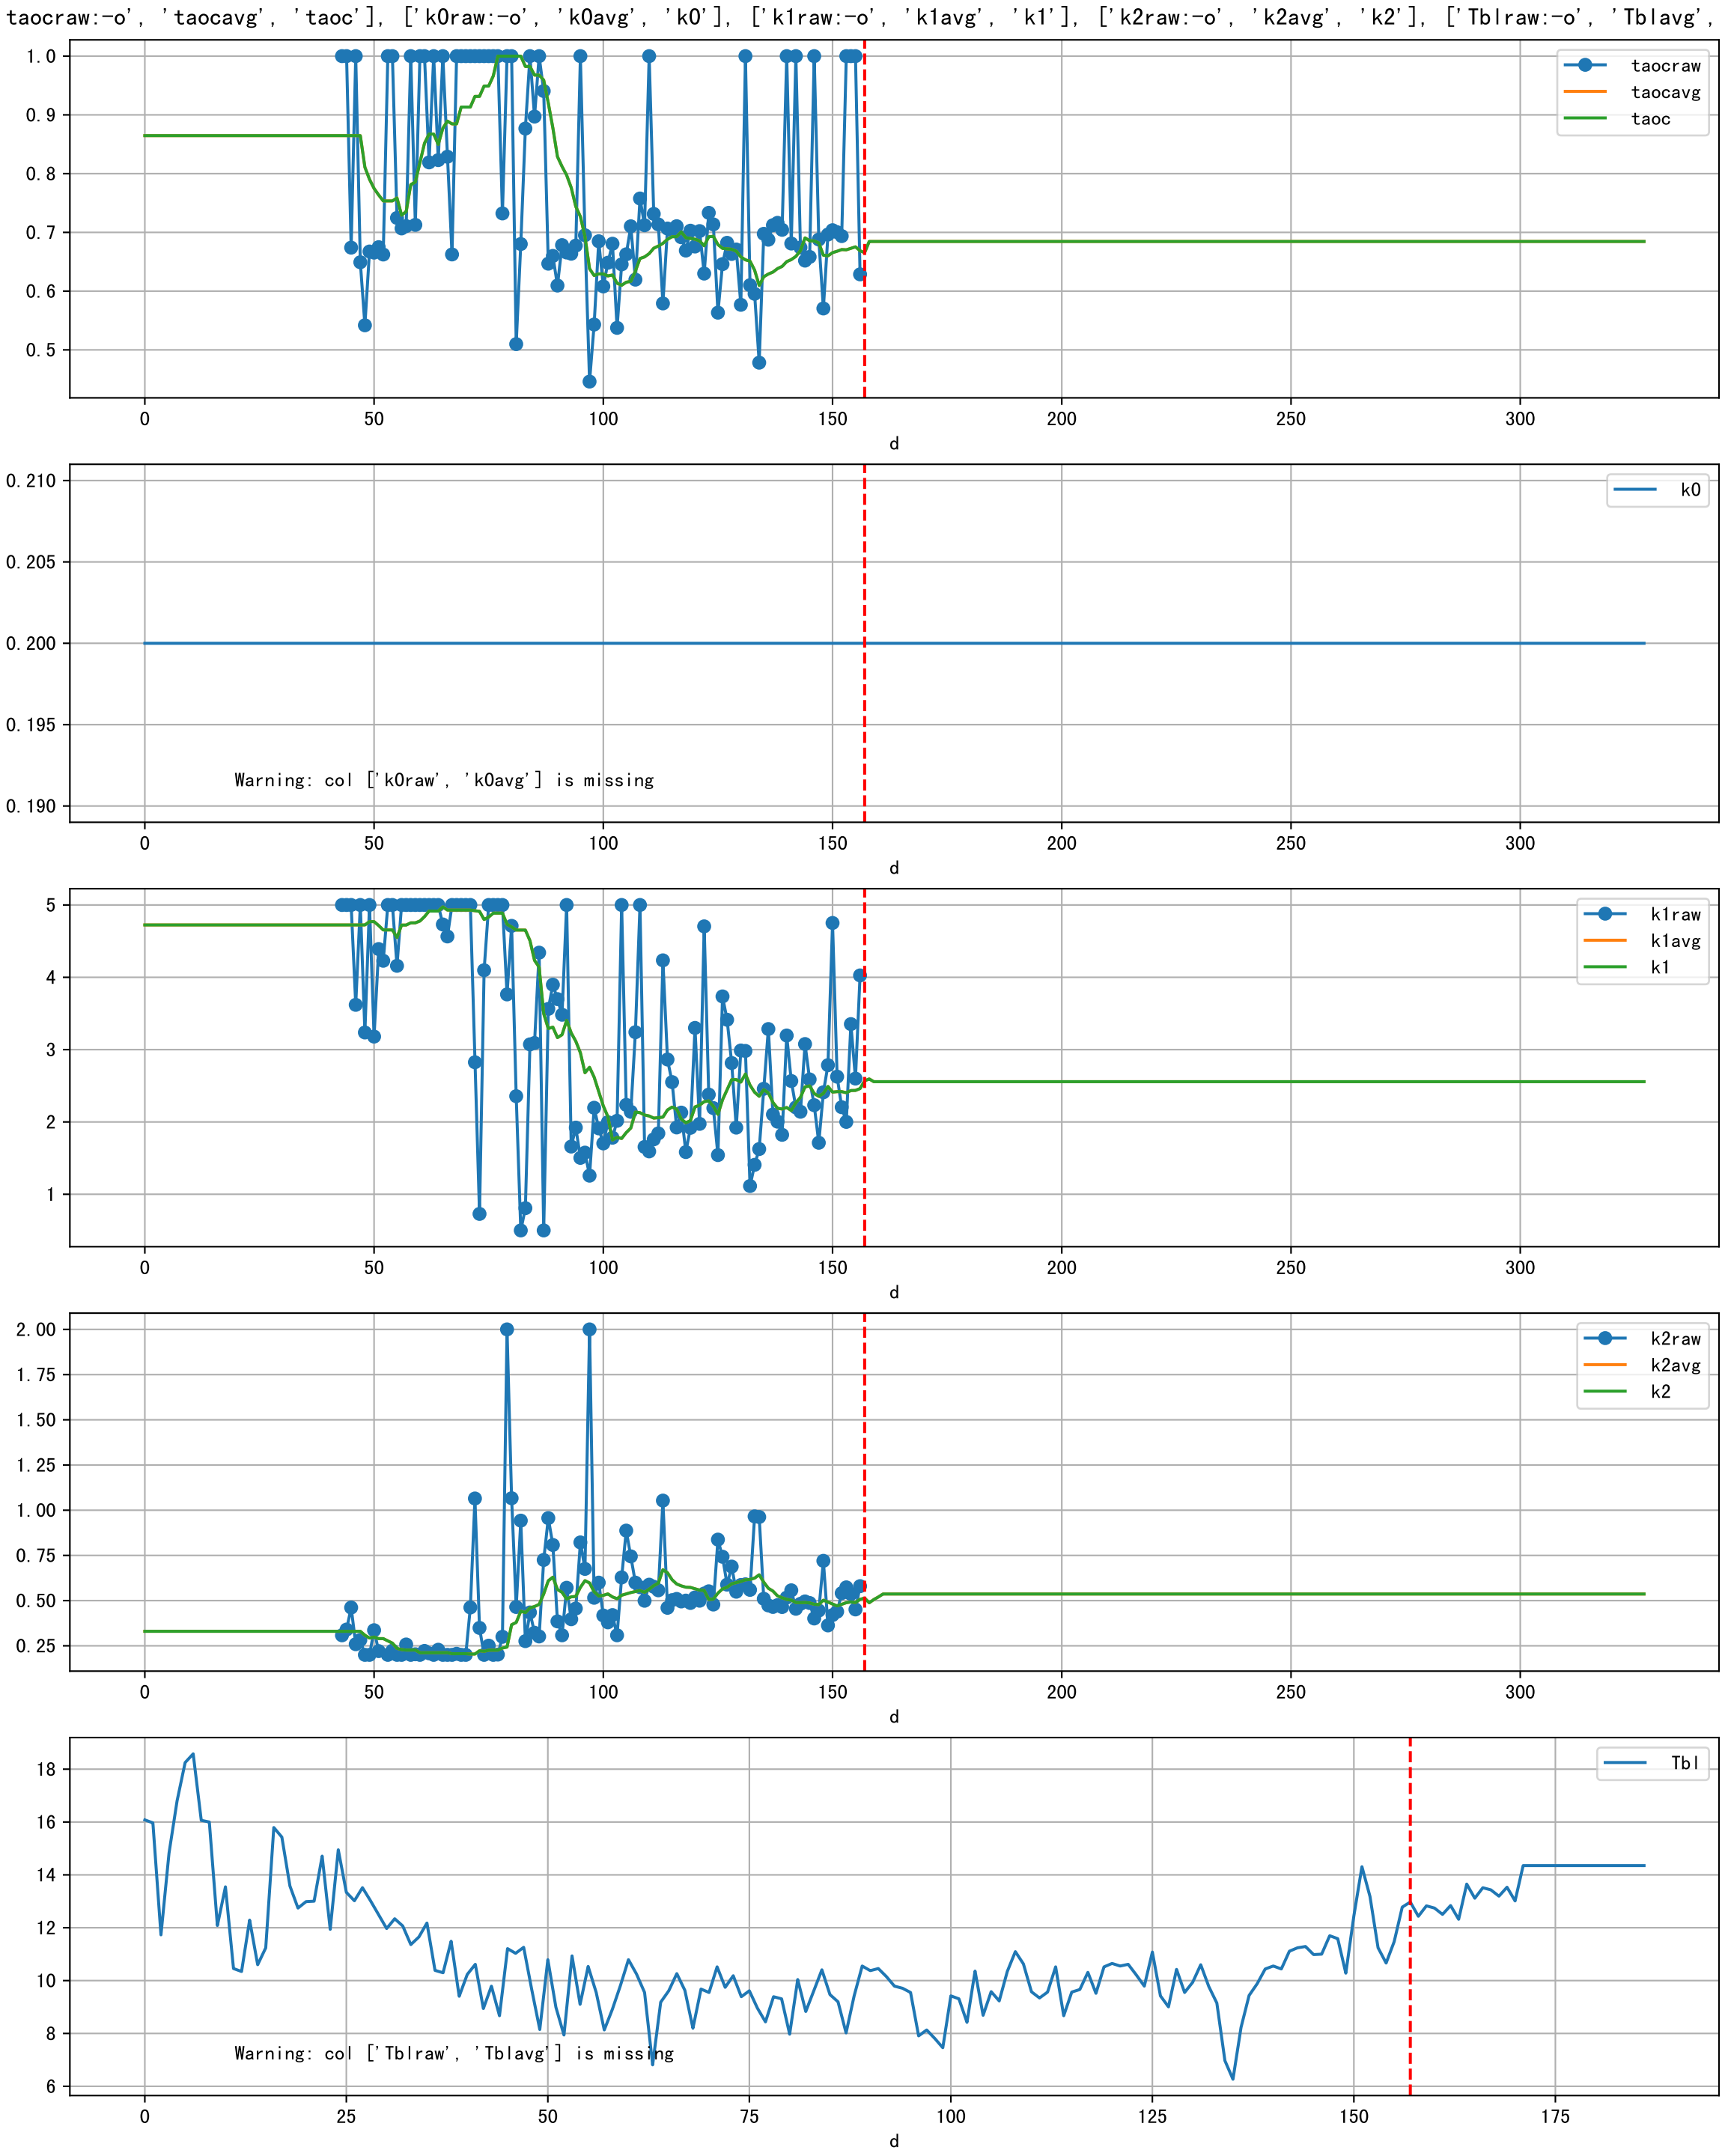 taocraw:-o', 'taocavg', 'taoc'], ['k0raw:-o', 'k0avg', 'k0'], ['k1raw:-o', 'k1avg', 'k1'], ['k2raw:-o', 'k2avg', 'k2'], ['Tblraw:-o', 'Tblavg',
1.0
0.9
0.8
0.7
0.6
0.5
taocraw
taocavg
taoc
0 50 100 150 200 250 300
d
0.210
0.205
0.200
0.195
0.190
k0
Warning: col ['k0raw', 'k0avg'] is missing
0 50 100 150 200 250 300
d
5
4
3
2
1
k1raw
k1avg
k1
0 50 100 150 200 250 300
d
2.00
1.75
1.50
1.25
1.00
0.75
0.50
0.25
k2raw
k2avg
k2
0 50 100 150 200 250 300
d
18
16
14
12
10
8
6
Tbl
Warning: col ['Tblraw', 'Tblavg'] is missing
0 25 50 75 100 125 150 175
d